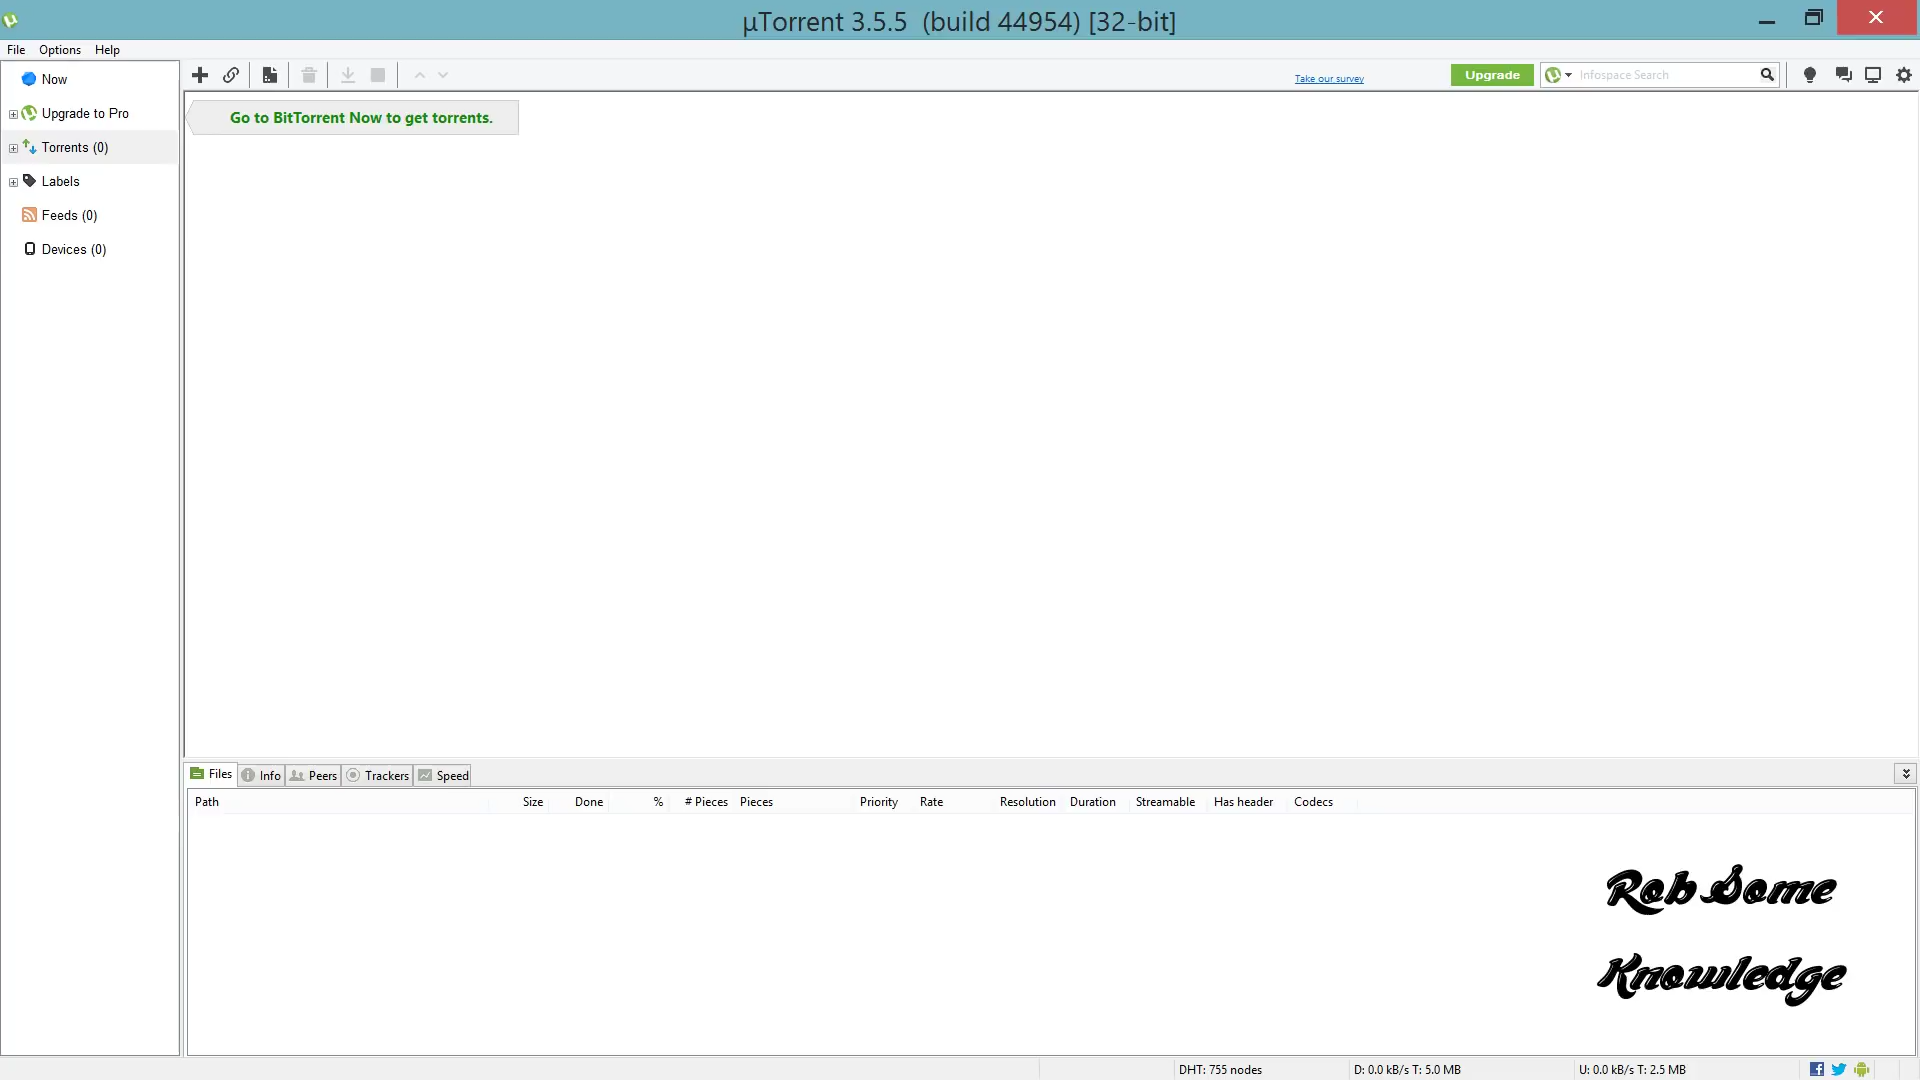 µTorrent 3.5.5 (build 44954) [32-bit]
File Options Help
Now
Upgrade to Pro
Torrents (0)
Labels
Feeds (0)
Devices (0)
Take our survey
Upgrade
Infospace Search
Go to BitTorrent Now to get torrents.
Files Info Peers Trackers Speed
Path Size Done % # Pieces Pieces Priority Rate Resolution Duration Streamable Has header Codecs
Rob Some
Knowledge
DHT: 755 nodes D: 0.0 kB/s T: 5.0 MB U: 0.0 kB/s T: 2.5 MB